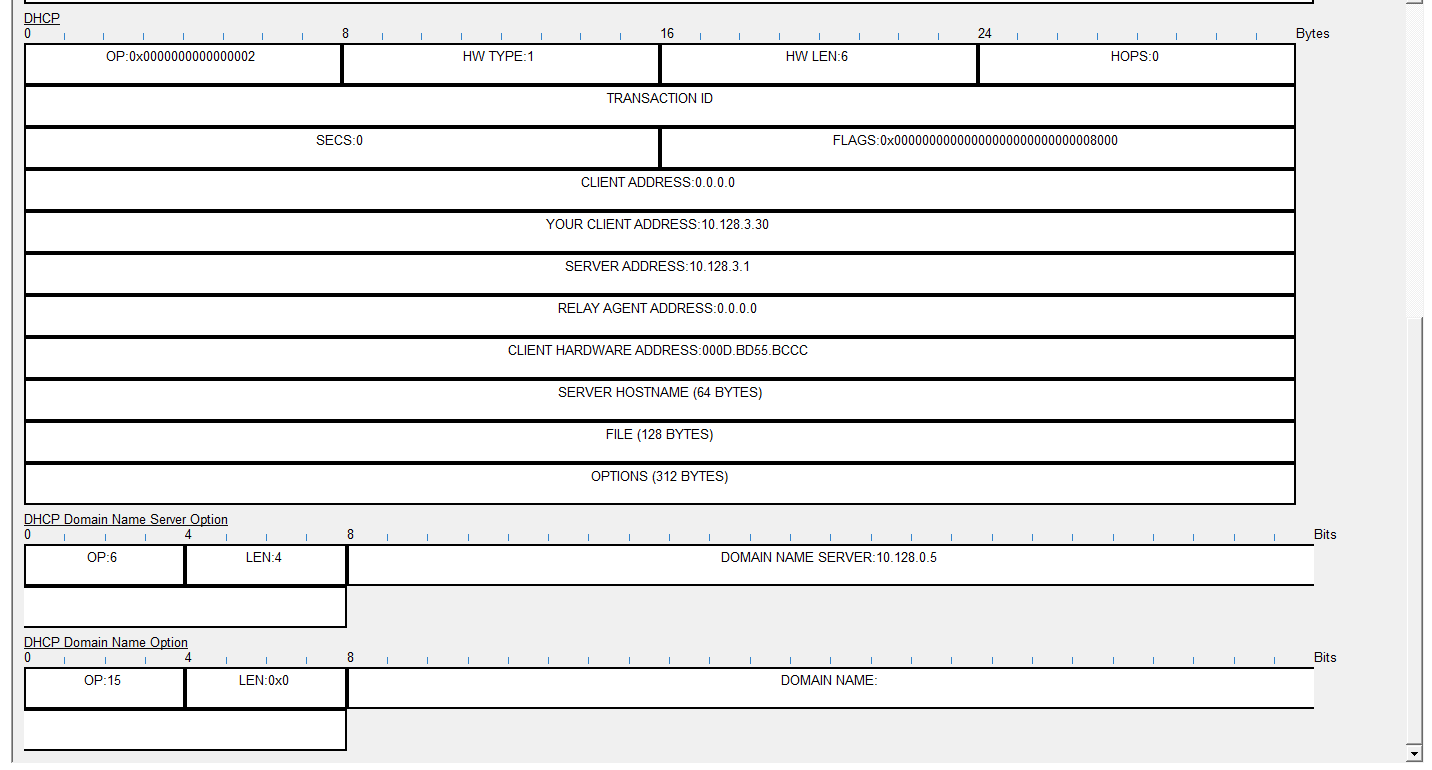 DHCP
0 8 16 24 Bytes
OP:0x0000000000000002 HW TYPE:1 HW LEN:6 HOPS:0
TRANSACTION ID
SECS:0 FLAGS:0x00000000000000000000000000008000
CLIENT ADDRESS:0.0.0.0
YOUR CLIENT ADDRESS:10.128.3.30
SERVER ADDRESS:10.128.3.1
RELAY AGENT ADDRESS:0.0.0.0
CLIENT HARDWARE ADDRESS:000D.BD55.BCCC
SERVER HOSTNAME (64 BYTES)
FILE (128 BYTES)
OPTIONS (312 BYTES)
DHCP Domain Name Server Option
0 4 8 Bits
OP:6 LEN:4 DOMAIN NAME SERVER:10.128.0.5
DHCP Domain Name Option
0 4 8 Bits
OP:15 LEN:0x0 DOMAIN NAME: